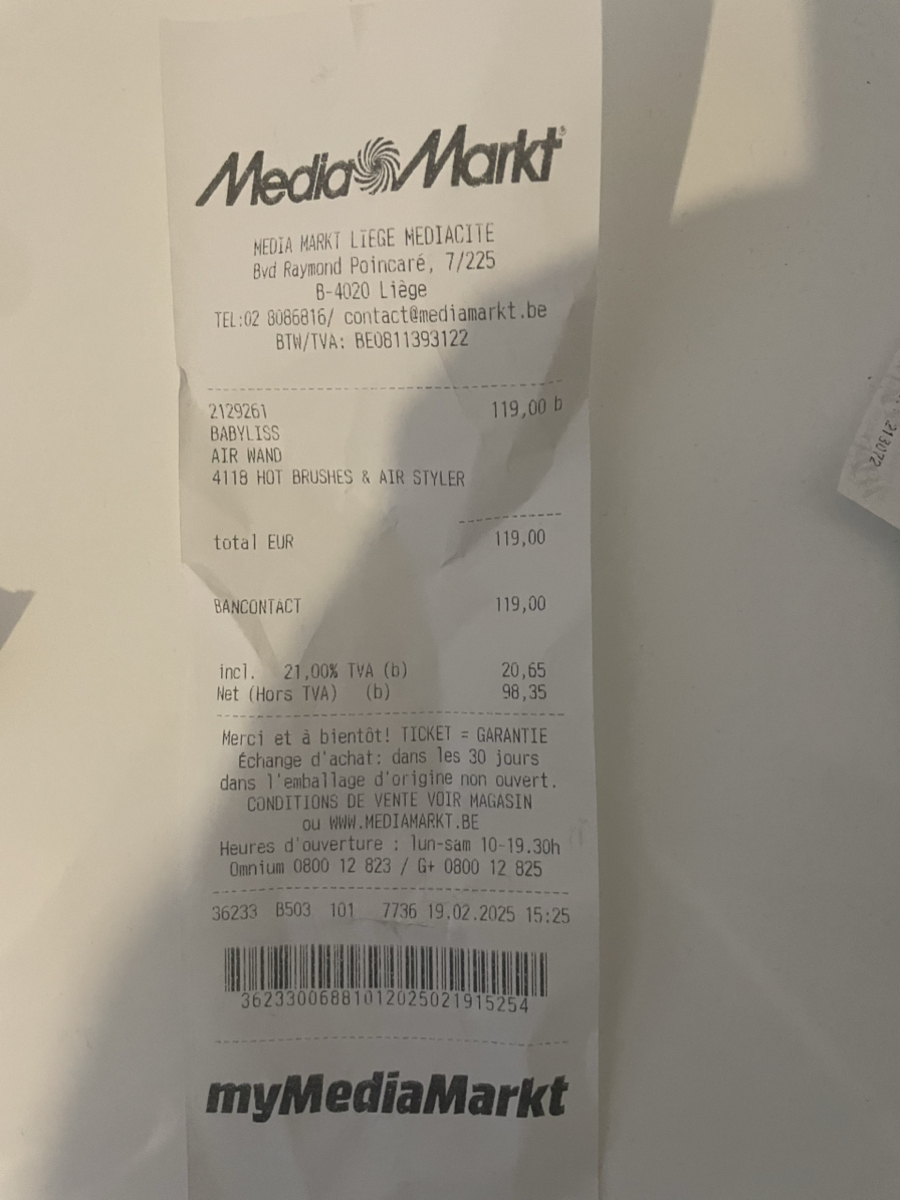 Media Markt
MEDIA MARKT LIEGE MEDIACITE
Bvd Raymond Poincaré, 7/225
B-4020 Liège
TEL:02 8086816/ contact@mediamarkt.be
BTW/TVA: BE0811393122
2129261 119,00 b
BABYLISS
AIR WAND
4118 HOT BRUSHES & AIR STYLER
total EUR 119,00
BANCONTACT 119,00
incl. 21,00% TVA (b) 20,65
Net (Hors TVA) (b) 98,35
Merci et à bientôt! TICKET = GARANTIE
Échange d'achat: dans les 30 jours
dans l'emballage d'origine non ouvert.
CONDITIONS DE VENTE VOIR MAGASIN
ou WWW.MEDIAMARKT.BE
Heures d'ouverture : lun-sam 10-19.30h
Omnium 0800 12 823 / G+ 0800 12 825
36233 B503 101 7736 19.02.2025 15:25
3623300688101202502191525​4
myMediaMarkt
213072